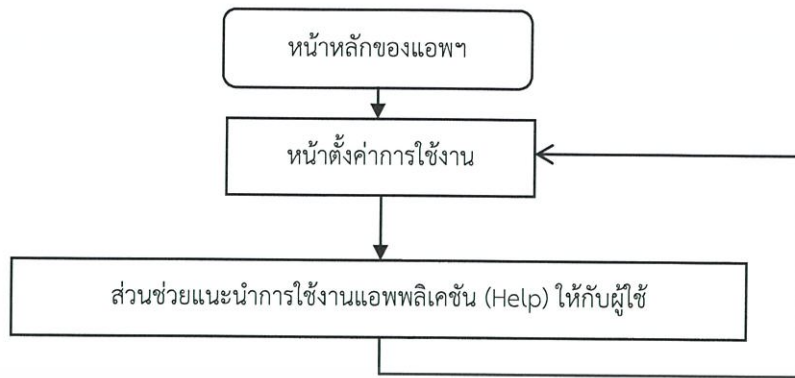 หน้าหลักของแอพฯ
หน้าตั้งค่าการใช้งาน
ส่วนช่วยแนะนำการใช้งานแอพพลิเคชัน (Help) ให้กับผู้ใช้